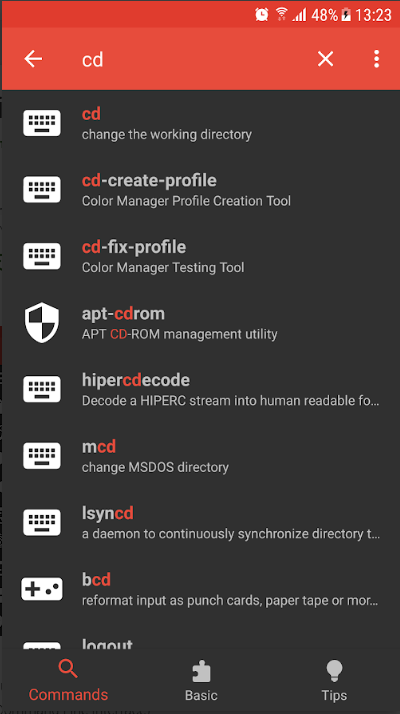 48% 13:23
cd
cd
change the working directory
cd-create-profile
Color Manager Profile Creation Tool
cd-fix-profile
Color Manager Testing Tool
apt-cdrom
APT CD-ROM management utility
hipercdecode
Decode a HIPERC stream into human readable fo...
mcd
change MSDOS directory
lsyncd
a daemon to continuously synchronize directory t...
bcd
reformat input as punch cards, paper tape or mor...
logout
Commands
Basic
Tips